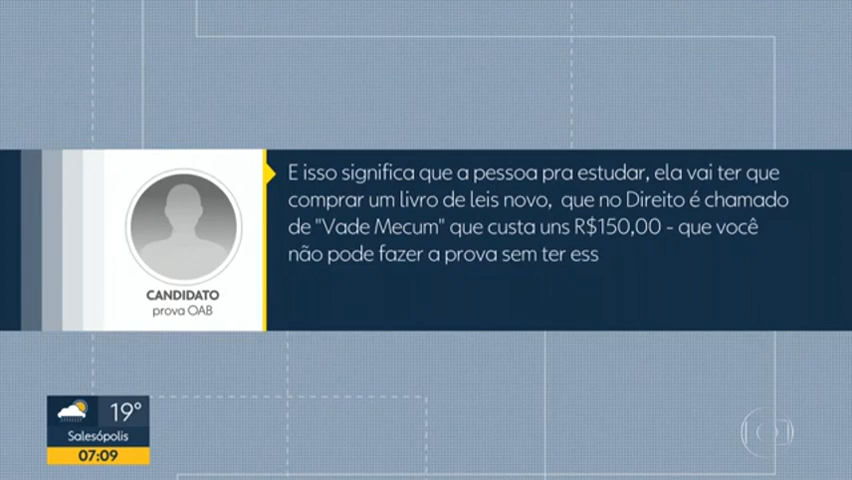 E isso significa que a pessoa pra estudar, ela vai ter que
comprar um livro de leis novo,  que no Direito é chamado
de "Vade Mecum" que custa uns R$150,00 - que você
não pode fazer a prova sem ter ess
CANDIDATO
prova OAB
19°
Salesópolis
07:09